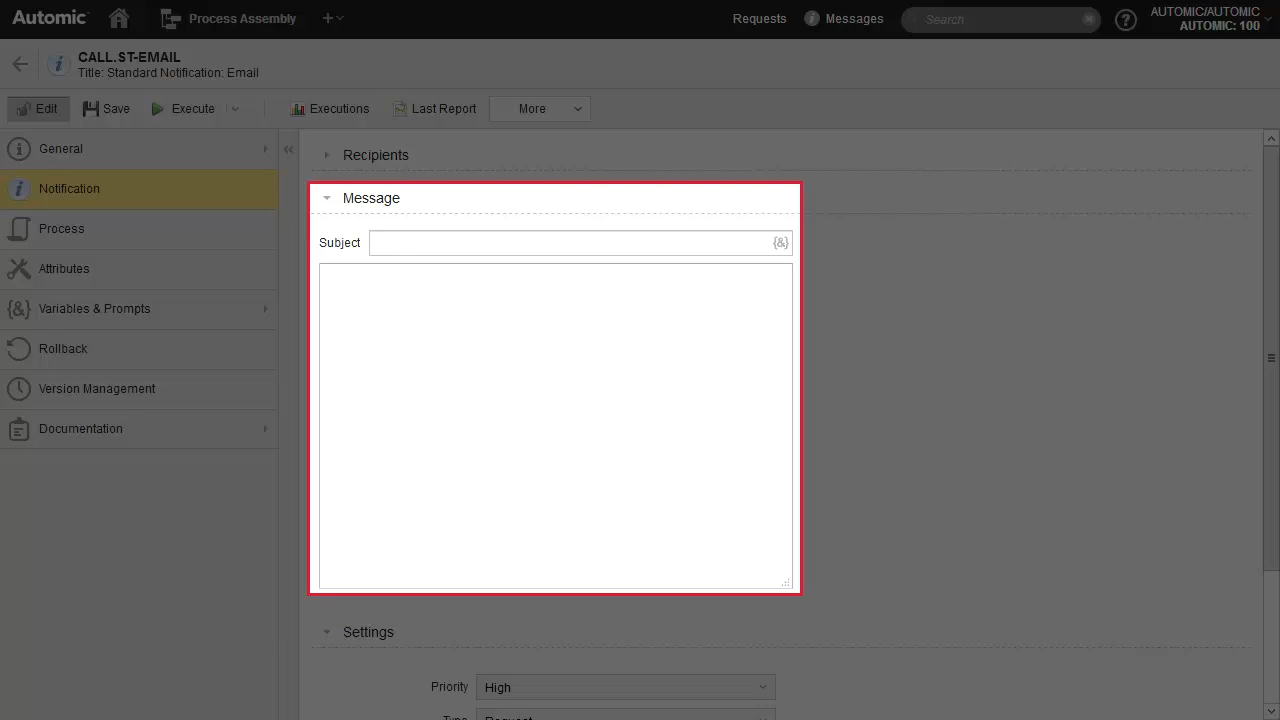 Automic
Process Assembly
Requests
Messages
Search
AUTOMIC/AUTOMIC
AUTOMIC: 100
CALL.ST-EMAIL
Title: Standard Notification: Email
Edit
Save
Execute
Executions
Last Report
More
General
Notification
Process
Attributes
{&} Variables & Prompts
Rollback
Version Management
Documentation
Recipients
Message
Subject
{&}
Settings
Priority High
Type Request